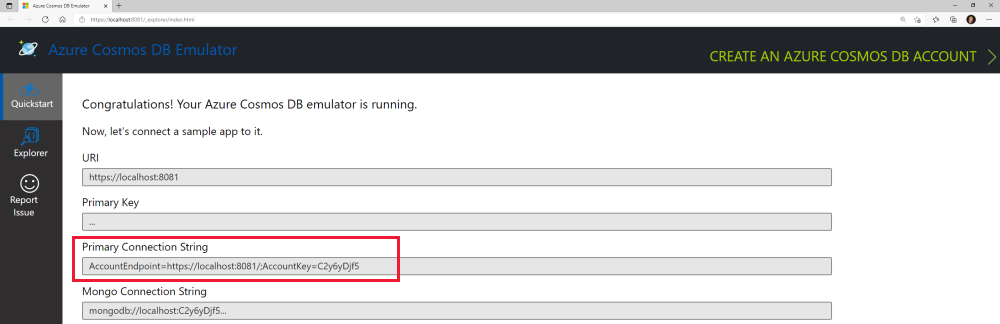 Azure Cosmos DB Emulator
https://localhost:8081/_explorer/index.html
Azure Cosmos DB Emulator
CREATE AN AZURE COSMOS DB ACCOUNT
Quickstart
Explorer
Report
Issue
Congratulations! Your Azure Cosmos DB emulator is running.
Now, let's connect a sample app to it.
URI
https://localhost:8081
Primary Key
...
Primary Connection String
AccountEndpoint=https://localhost:8081/;AccountKey=C2y6yDjf5
Mongo Connection String
mongodb://localhost:C2y6yDjf5...